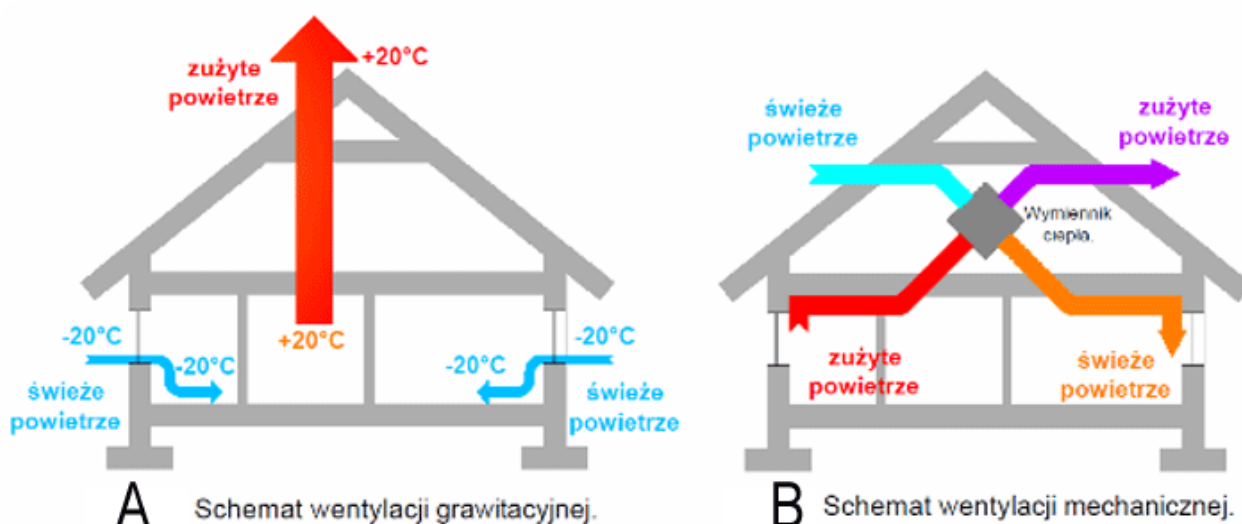 +20°C
zużyte
powietrze
+20°C
-20°C
-20°C
świeże
powietrze
-20°C
-20°C
świeże
powietrze
A Schemat wentylacji grawitacyjnej.
świeże
powietrze
zużyte
powietrze
Wymiennik
ciepła.
zużyte
powietrze
świeże
powietrze
B Schemat wentylacji mechanicznej.